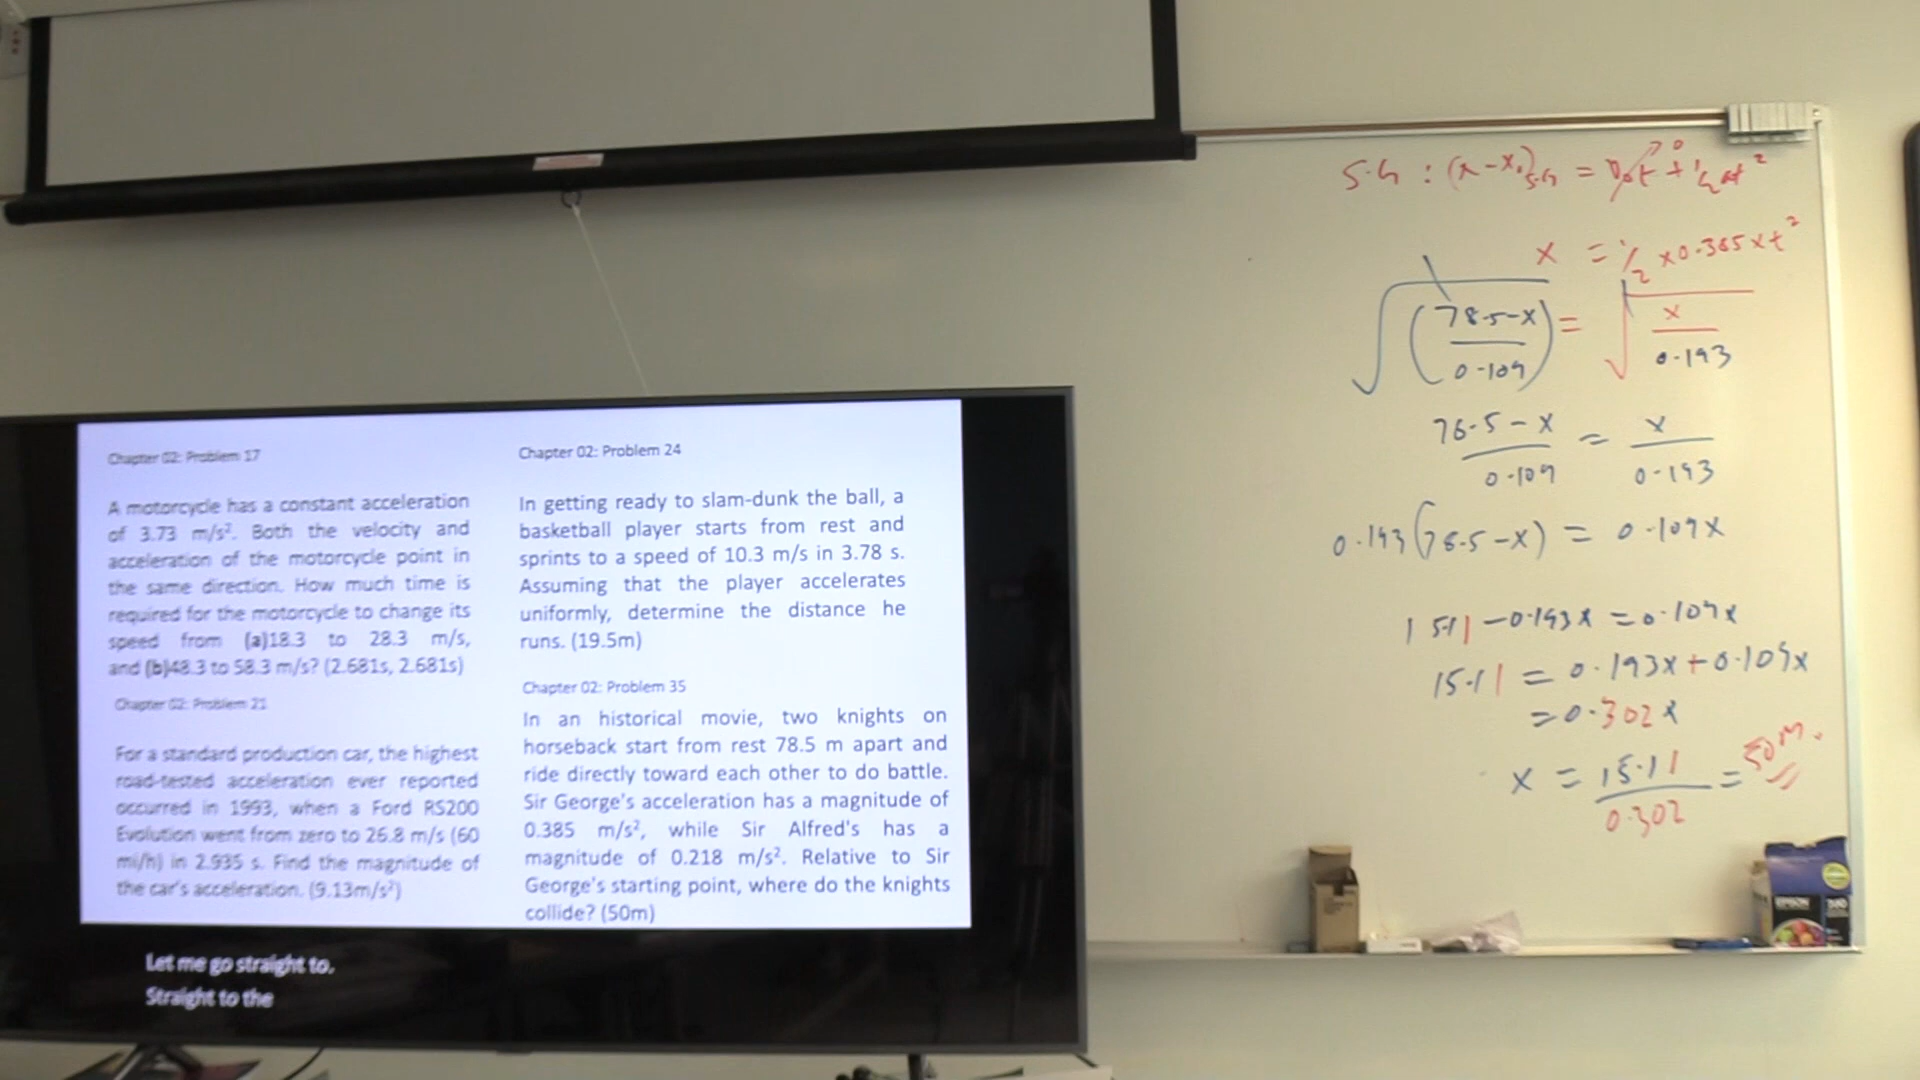 Chapter 02: Problem 17
A motorcycle has a constant acceleration
of 3.73 m/s². Both the velocity and
acceleration of the motorcycle point in
the same direction. How much time is
required for the motorcycle to change its
speed from (a)18.3 to 28.3 m/s,
and (b)48.3 to 58.3 m/s? (2.681s, 2.681s)
Chapter 02: Problem 21
For a standard production car, the highest
road-tested acceleration ever reported
occurred in 1993, when a Ford RS200
Evolution went from zero to 26.8 m/s (60
mi/h) in 2.935 s. Find the magnitude of
the car's acceleration. (9.13m/s²)
Chapter 02: Problem 24
In getting ready to slam-dunk the ball, a
basketball player starts from rest and
sprints to a speed of 10.3 m/s in 3.78 s.
Assuming that the player accelerates
uniformly, determine the distance he
runs. (19.5m)
Chapter 02: Problem 35
In an historical movie, two knights on
horseback start from rest 78.5 m apart and
ride directly toward each other to do battle.
Sir George's acceleration has a magnitude of
0.385 m/s², while Sir Alfred's has a
magnitude of 0.218 m/s². Relative to Sir
George's starting point, where do the knights
collide? (50m)
Let me go straight to.
Straight to the
S.G : (x-x₀)S.G = v₀t + ½at²
0
x = 1/2 x0.385xt²
√((78.5-x)/0.109) = √(x/0.193)
(78.5-x)/0.109 = x/0.193
0.193(78.5-x) = 0.109x
15.11-0.193x = 0.109x
15.11 = 0.193x+0.109x
=0.302x
x = 15.11/0.302 = 50m.
EPSON